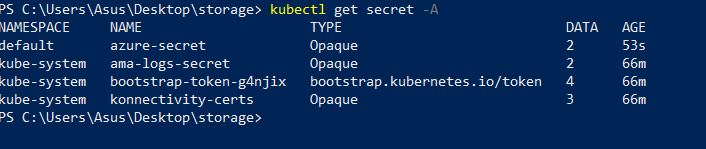 PS C:\Users\Asus\Desktop\storage> kubectl get secret -A
NAMESPACE NAME TYPE DATA AGE
default azure-secret Opaque 2 53s
kube-system ama-logs-secret Opaque 2 66m
kube-system bootstrap-token-g4njix bootstrap.kubernetes.io/token 4 66m
kube-system konnectivity-certs Opaque 3 66m
PS C:\Users\Asus\Desktop\storage>